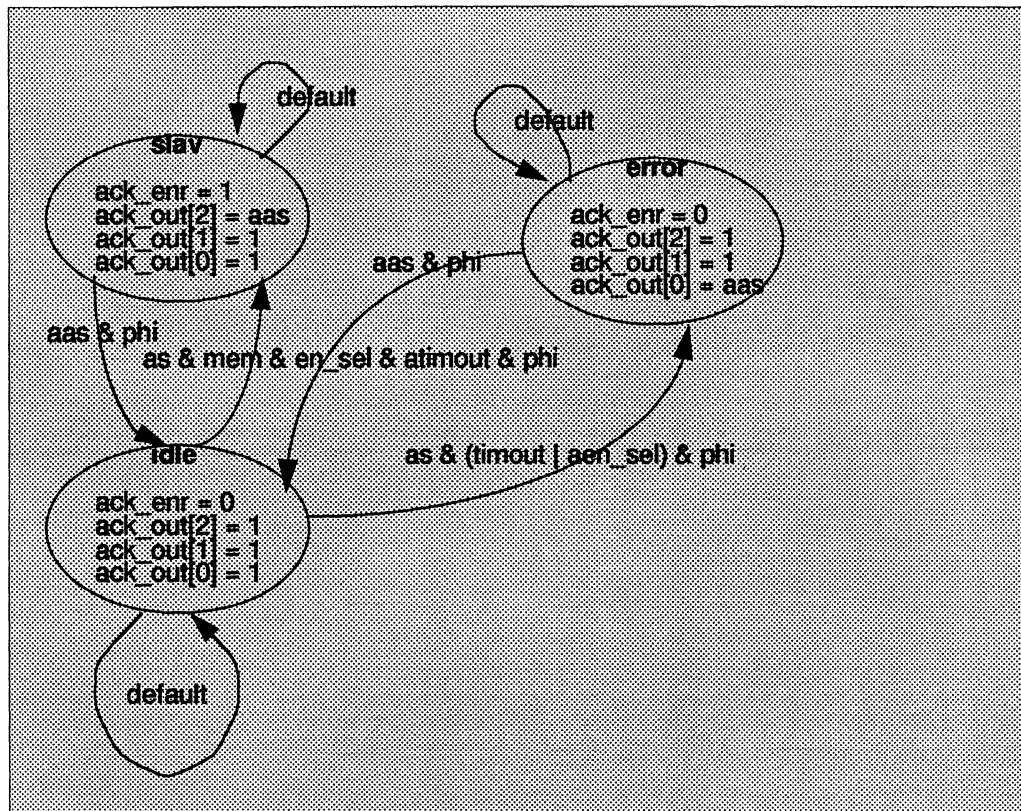 default
slav
ack_enr = 1
ack_out[2] = aas
ack_out[1] = 1
ack_out[0] = 1
default
error
ack_enr = 0
ack_out[2] = 1
ack_out[1] = 1
ack_out[0] = aas
aas & phi
aas & phi
as & mem & en_sel & atimout & phi
as & (timout | aen_sel) & phi
idle
ack_enr = 0
ack_out[2] = 1
ack_out[1] = 1
ack_out[0] = 1
default